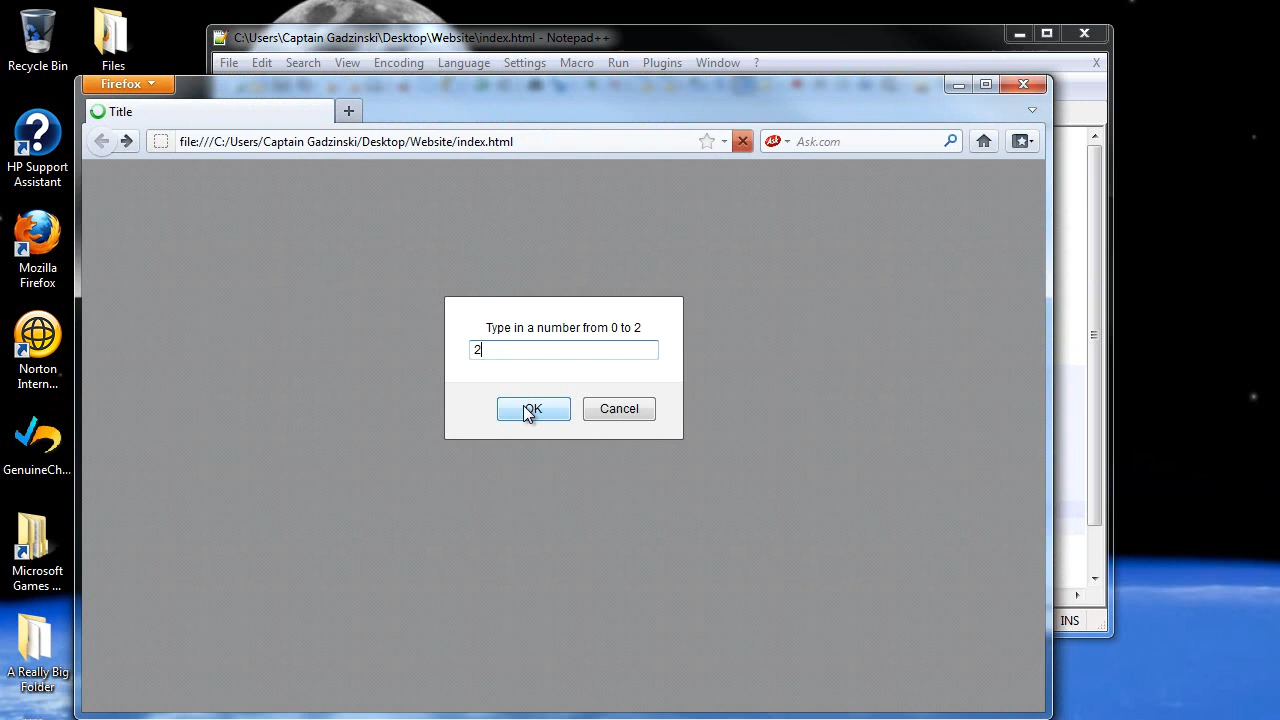 Recycle Bin
Files
HP Support
Assistant
Mozilla
Firefox
Norton
Intern...
GenuineCh...
Microsoft
Games ...
A Really Big
Folder
C:\Users\Captain Gadzinski\Desktop\Website\index.html - Notepad++
File Edit Search View Encoding Language Settings Macro Run Plugins Window ?
X
Firefox
Title
file:///C:/Users/Captain Gadzinski/Desktop/Website/index.html
Ask Ask.com
Type in a number from 0 to 2
2
OK Cancel
INS